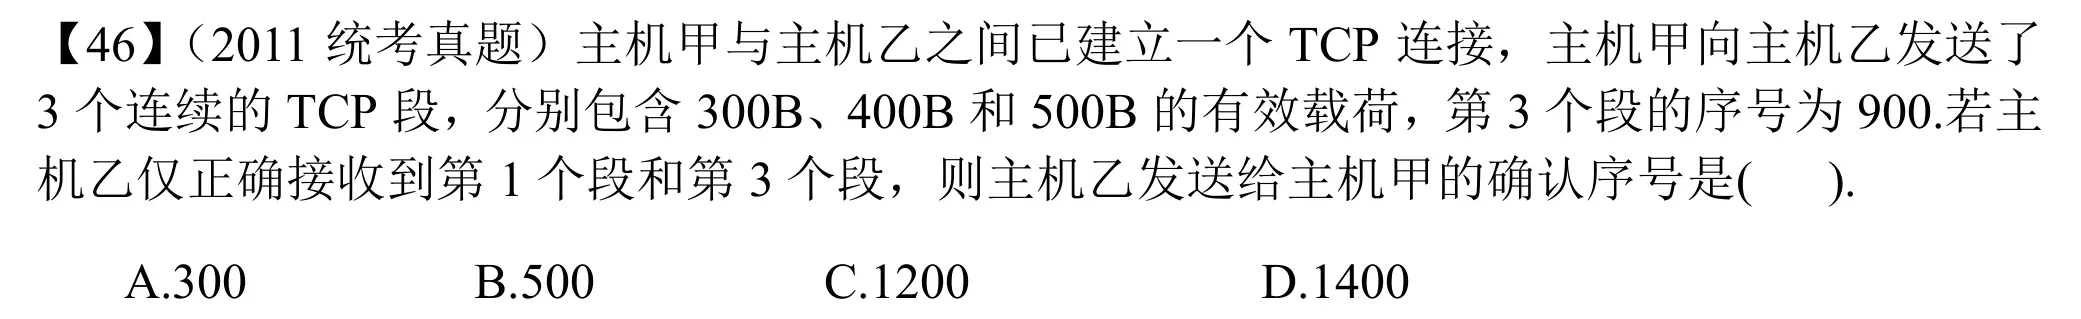 【46】（2011 统考真题）主机甲与主机乙之间已建立一个 TCP 连接，主机甲向主机乙发送了
3 个连续的 TCP 段，分别包含 300B、400B 和 500B 的有效载荷，第 3 个段的序号为 900.若主
机乙仅正确接收到第 1 个段和第 3 个段，则主机乙发送给主机甲的确认序号是( ).
A.300 B.500 C.1200 D.1400